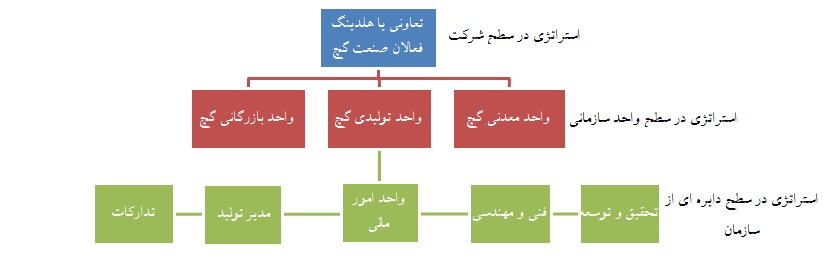 استراتژی در سطح شرکت
تعاونی یا هلدینگ
فعالان صنعت گچ
استراتژی در سطح واحد سازمانی
واحد معدنی گچ
واحد تولیدی گچ
واحد بازرگانی گچ
استراتژی در سطح دایره ای از
سازمان
تحقیق و توسعه
فنی و مهندسی
واحد امور
مالی
مدیر تولید
تدارکات